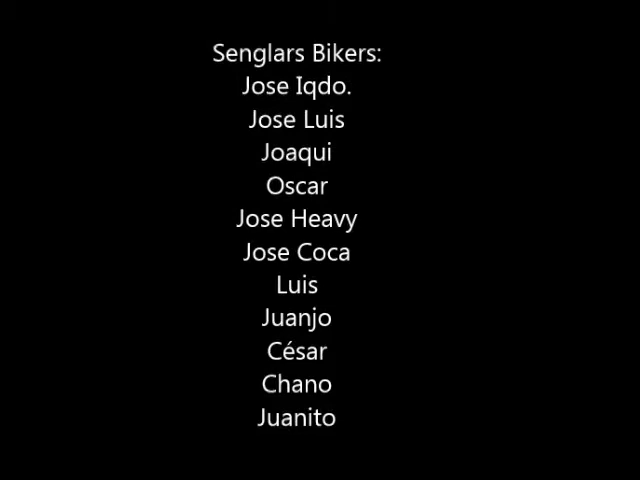 Senglars Bikers:
Jose Iqdo.
Jose Luis
Joaqui
Oscar
Jose Heavy
Jose Coca
Luis
Juanjo
César
Chano
Juanito